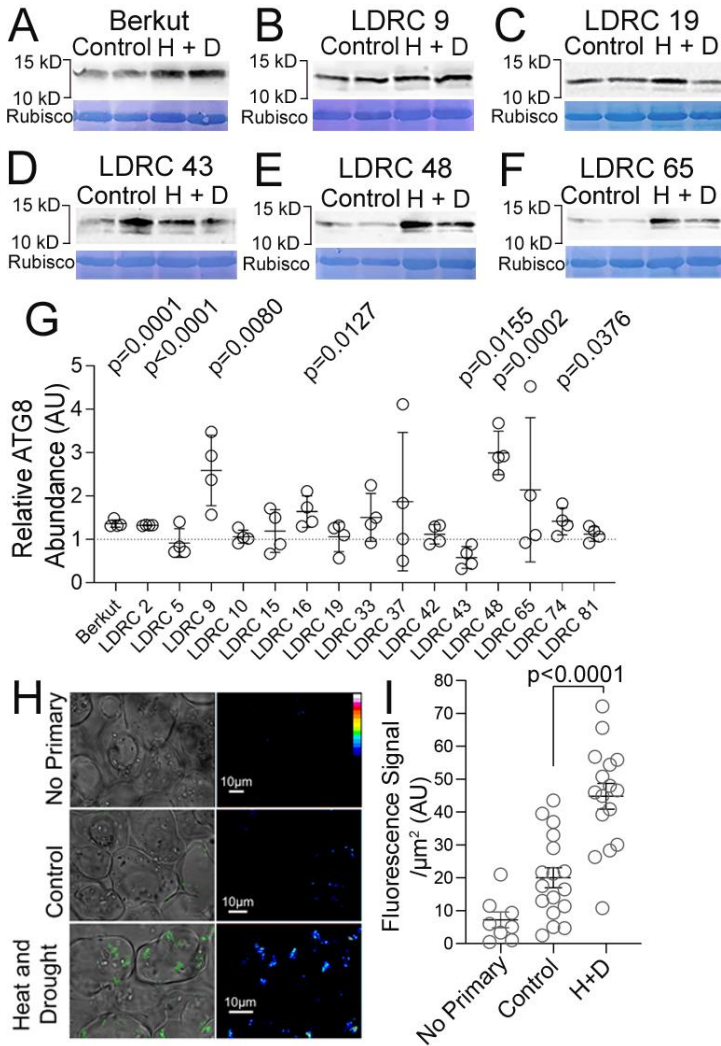 A
Berkut
Control H + D
15 kD
10 kD
Rubisco
B
LDRC 9
Control H + D
15 kD
10 kD
Rubisco
C
LDRC 19
Control H + D
15 kD
10 kD
Rubisco
D
LDRC 43
Control H + D
15 kD
10 kD
Rubisco
E
LDRC 48
Control H + D
15 kD
10 kD
Rubisco
F
LDRC 65
Control H + D
15 kD
10 kD
Rubisco
G
p=0.0001
p<0.0001
p=0.0080
p=0.0127
p=0.0155
p=0.0002
p=0.0376
Relative ATG8
Abundance (AU)
5
4
3
2
1
0
Berkut
LDRC 2
LDRC 5
LDRC 9
LDRC 10
LDRC 15
LDRC 16
LDRC 19
LDRC 33
LDRC 37
LDRC 42
LDRC 43
LDRC 48
LDRC 65
LDRC 74
LDRC 81
H
No Primary
10µm
Control
10µm
Heat and
Drought
10µm
I
p<0.0001
Fluorescence Signal
/µm² (AU)
80
70
60
50
40
30
20
10
0
No Primary
Control
H+D